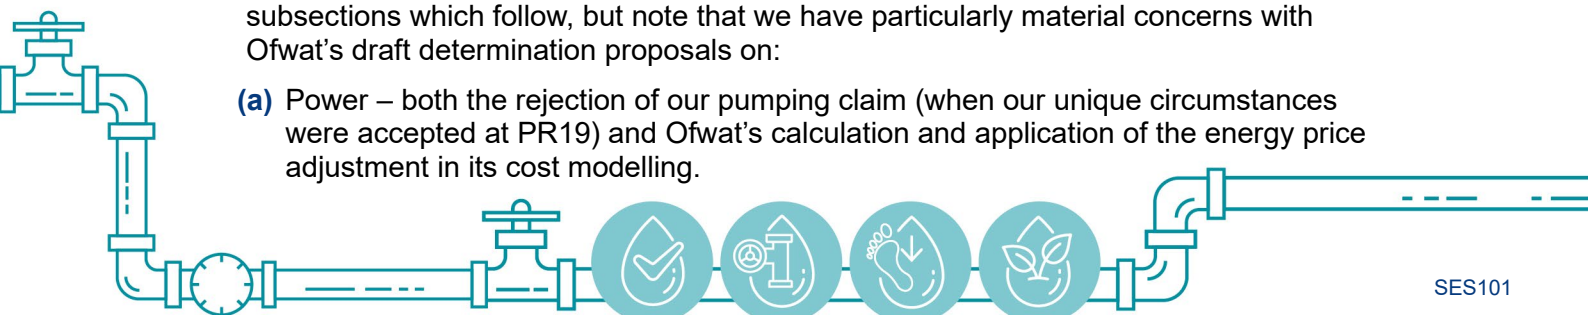 subsections which follow, but note that we have particularly material concerns with
Ofwat’s draft determination proposals on:
(a) Power – both the rejection of our pumping claim (when our unique circumstances
were accepted at PR19) and Ofwat’s calculation and application of the energy price
adjustment in its cost modelling.
SES101